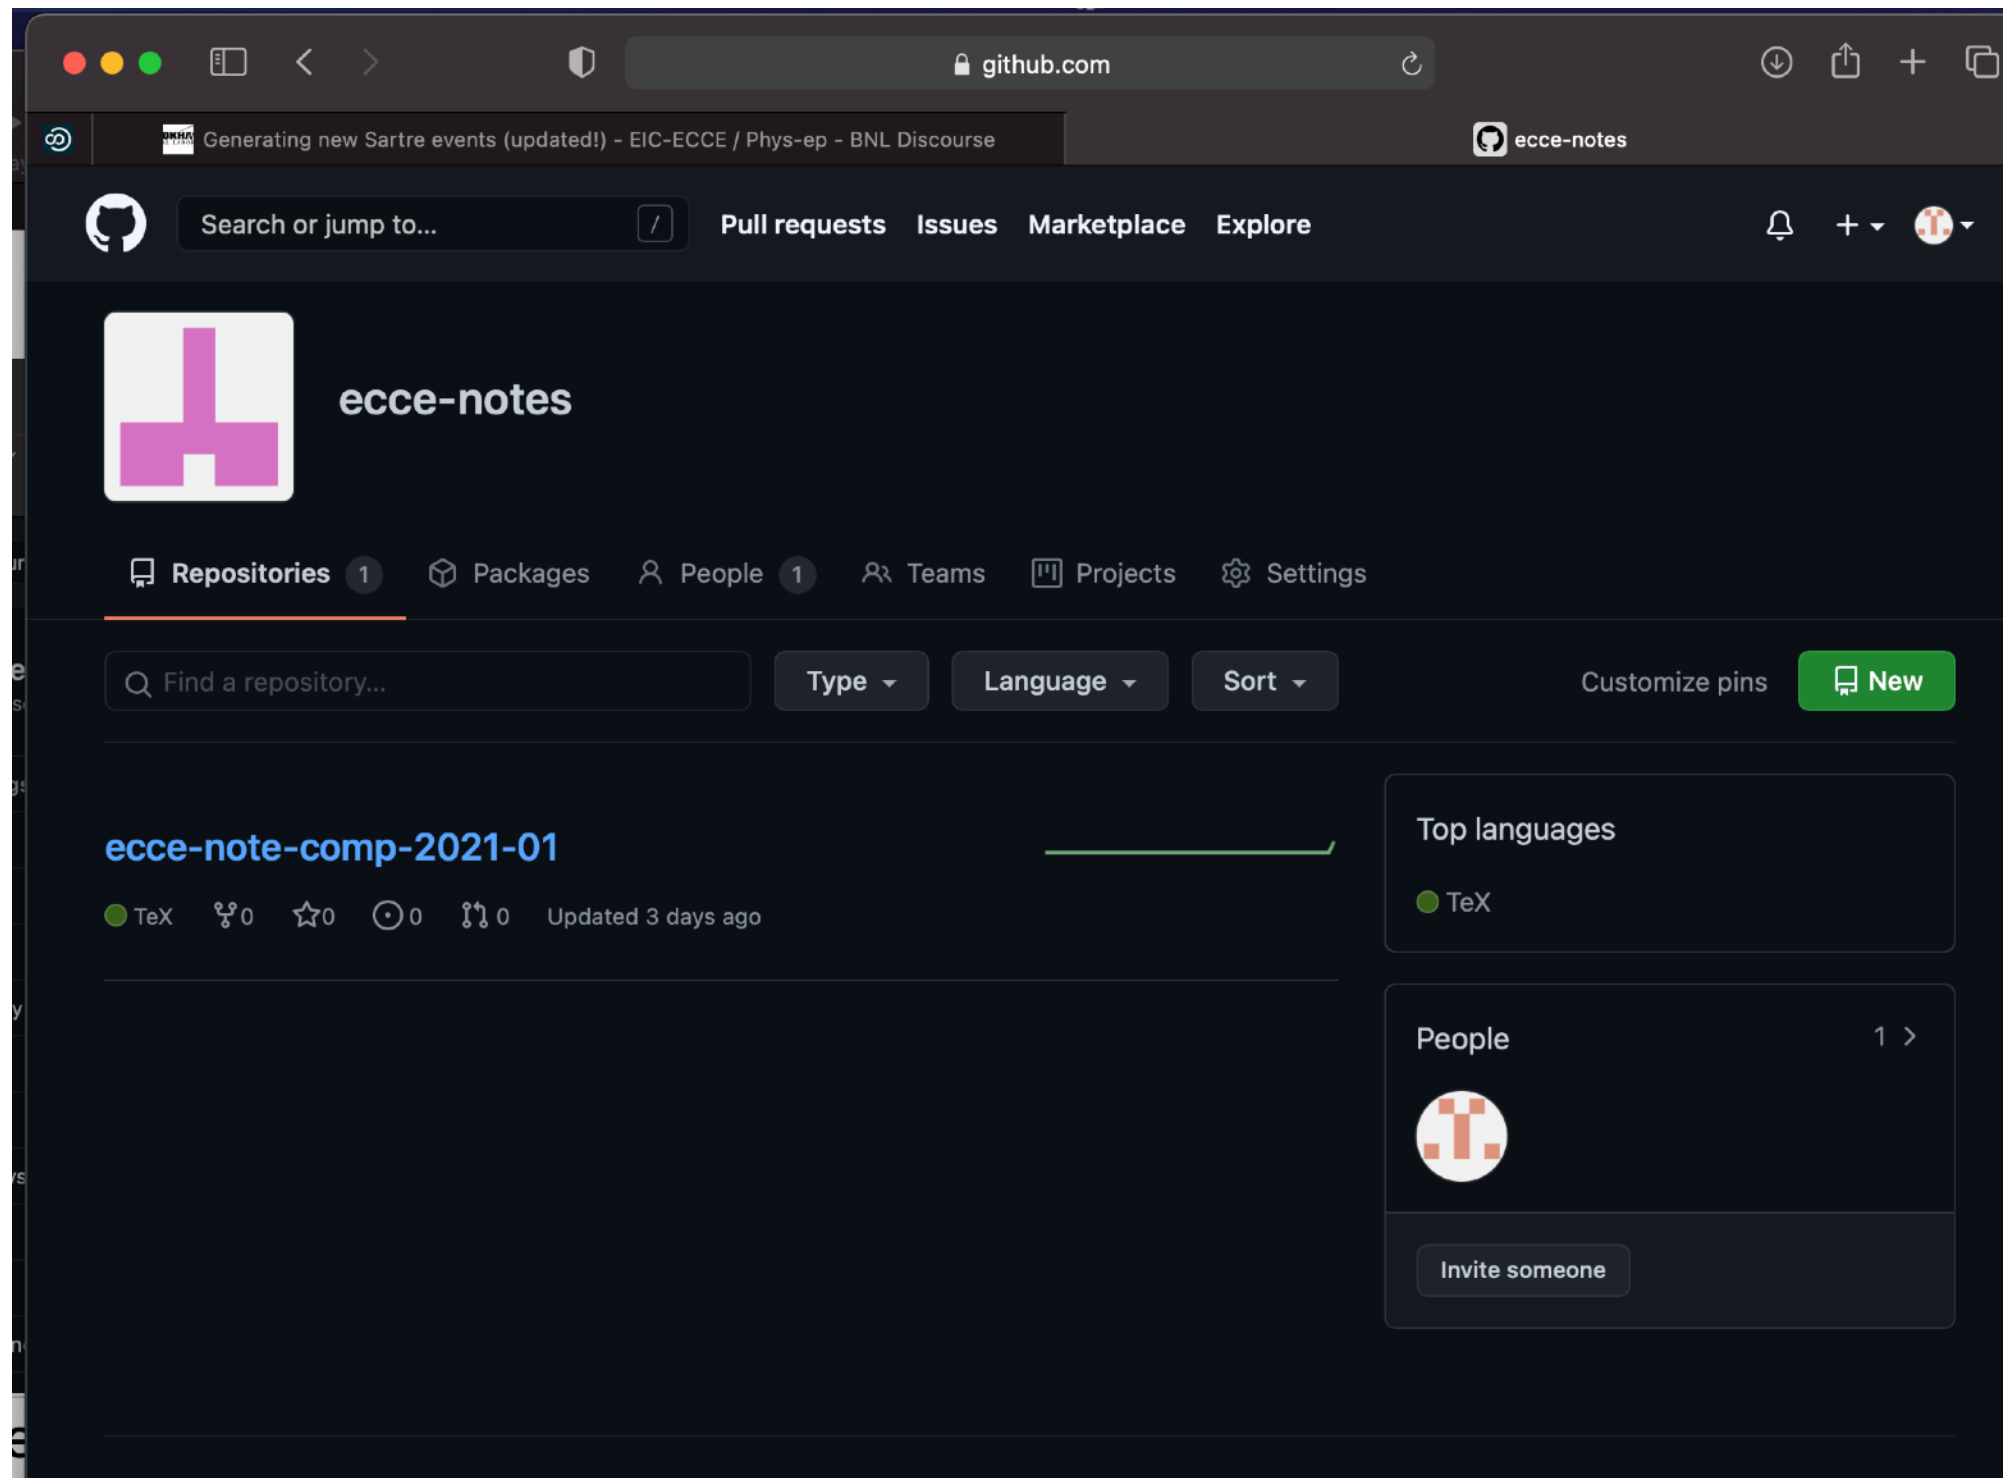 github.com
Generating new Sartre events (updated!) - EIC-ECCE / Phys-ep - BNL Discourse
ecce-notes
Search or jump to... /
Pull requests Issues Marketplace Explore
ecce-notes
Repositories 1 Packages People 1 Teams Projects Settings
Find a repository... Type Language Sort Customize pins New
ecce-note-comp-2021-01
TeX 0 0 0 0 Updated 3 days ago
Top languages
TeX
People 1
Invite someone